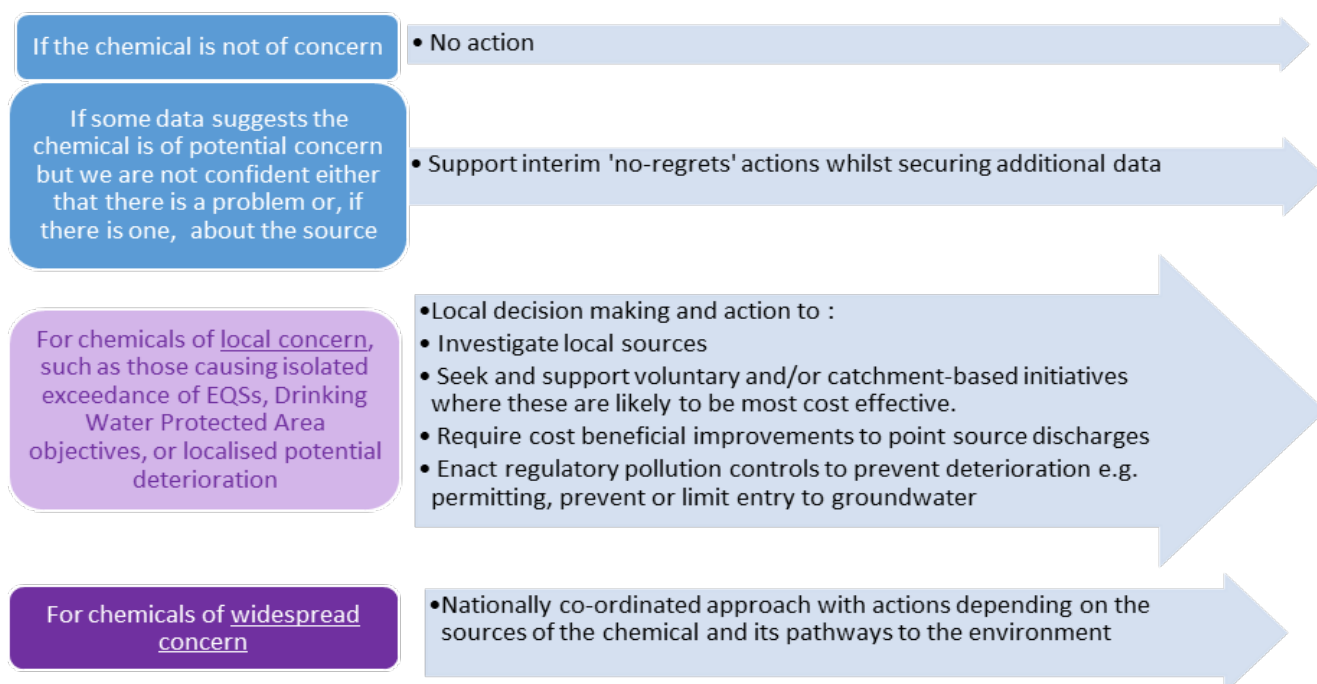 If the chemical is not of concern
• No action
If some data suggests the
chemical is of potential concern
but we are not confident either
that there is a problem or, if
there is one,  about the source
• Support interim 'no-regrets' actions whilst securing additional data
For chemicals of local concern,
such as those causing isolated
exceedance of EQSs, Drinking
Water Protected Area
objectives, or localised potential
deterioration
•Local decision making and action to :
• Investigate local sources
• Seek and support voluntary and/or catchment-based initiatives
where these are likely to be most cost effective.
• Require cost beneficial improvements to point source discharges
• Enact regulatory pollution controls to prevent deterioration e.g.
permitting, prevent or limit entry to groundwater
For chemicals of widespread
concern
•Nationally co-ordinated approach with actions depending on the
sources of the chemical and its pathways to the environment